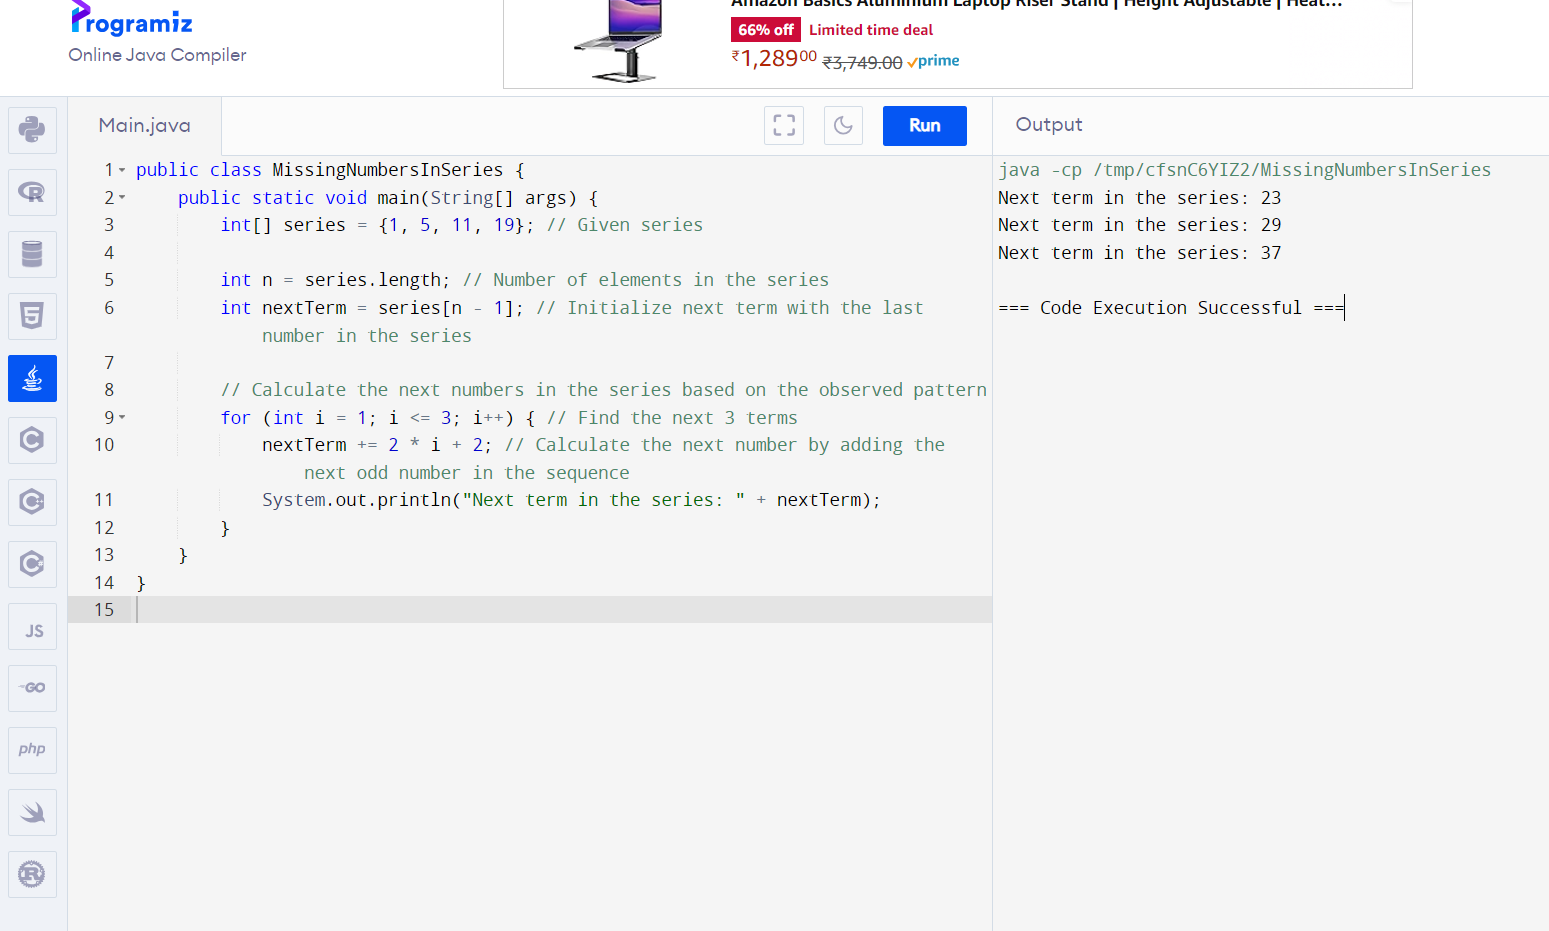 Programiz
Online Java Compiler
Amazon Basics Aluminium Laptop Riser Stand | Height Adjustable | Heat...
66% off Limited time deal
₹1,28900 ₹3,749.00 prime
Main.java
Run
Output
1 public class MissingNumbersInSeries {
2 public static void main(String[] args) {
3 int[] series = {1, 5, 11, 19}; // Given series
4
5 int n = series.length; // Number of elements in the series
6 int nextTerm = series[n - 1]; // Initialize next term with the last
number in the series
7
8 // Calculate the next numbers in the series based on the observed pattern
9 for (int i = 1; i <= 3; i++) { // Find the next 3 terms
10 nextTerm += 2 * i + 2; // Calculate the next number by adding the
next odd number in the sequence
11 System.out.println("Next term in the series: " + nextTerm);
12 }
13 }
14 }
15
java -cp /tmp/cfsnC6YIZ2/MissingNumbersInSeries
Next term in the series: 23
Next term in the series: 29
Next term in the series: 37
=== Code Execution Successful ===
R
5
C
C
C
JS
GO
php
R